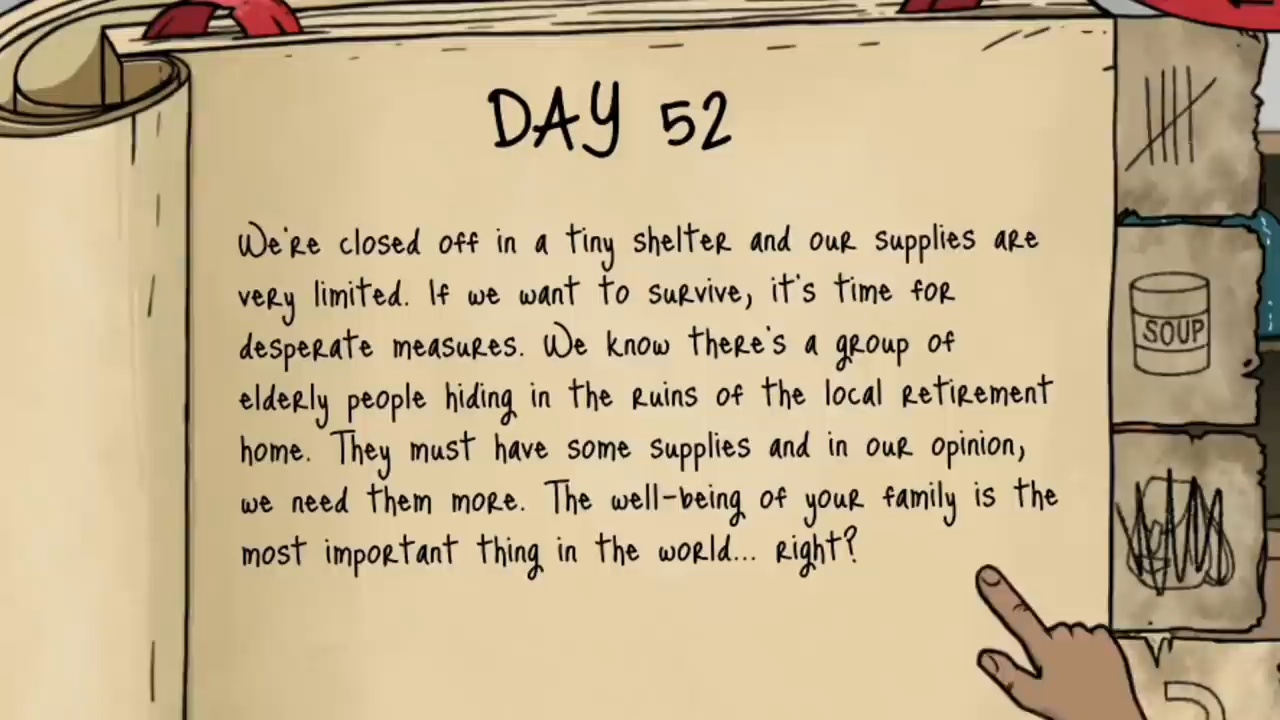 DAY 52
We're closed off in a tiny shelter and our supplies are
very limited. If we want to survive, it's time for
desperate measures. We know there's a group of
elderly people hiding in the ruins of the local retirement
home. They must have some supplies and in our opinion,
we need them more. The well-being of your family is the
most important thing in the world... right?
SOUP